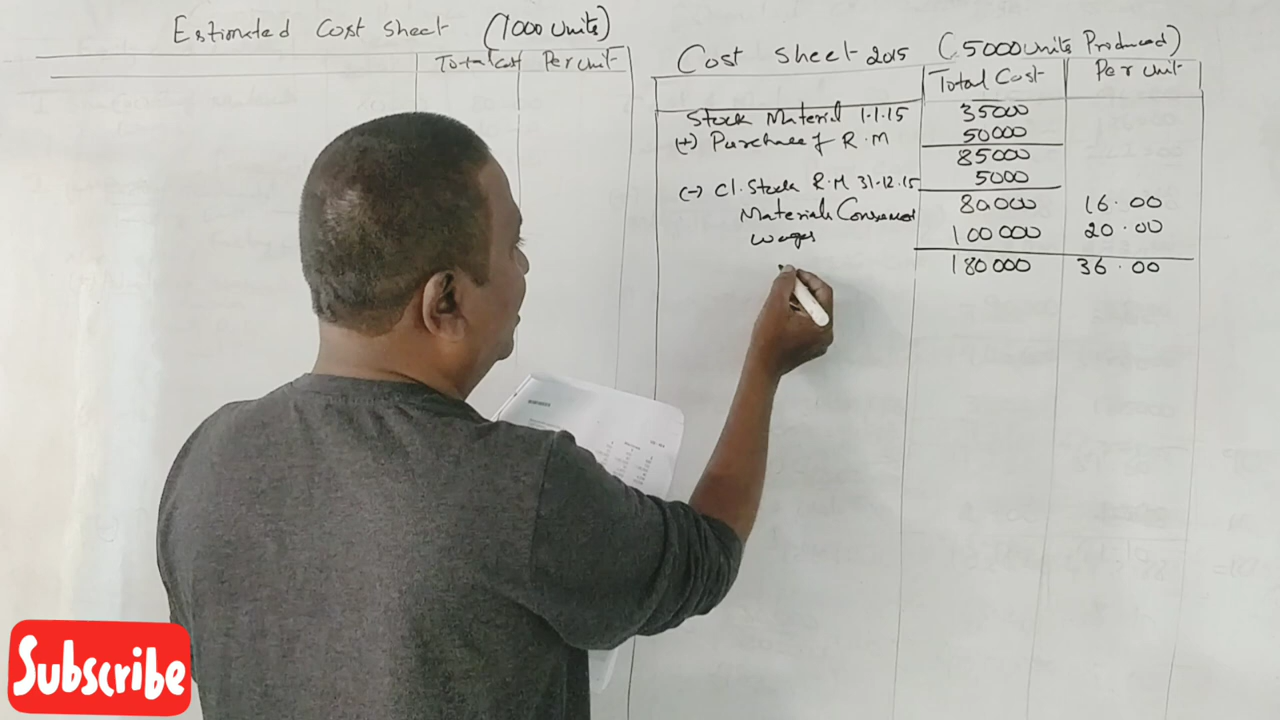 Estimated Cost Sheet (1000 Units)
Total Cost Per unit
Cost Sheet 2015 (5000 units Produced)
Total Cost Per unit
Stock Material 1.1.15 35000
(+) Purchase of R.M 50000
85000
(-) Cl. Stock R.M 31.12.15 5000
Materials Consumed 80000 16.00
Wages 100000 20.00
180000 36.00
Subscribe